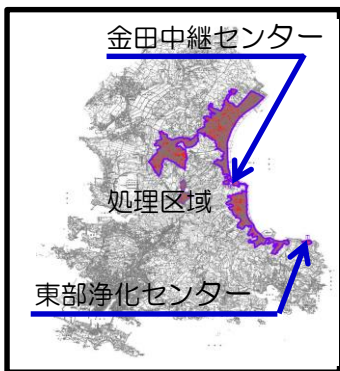 金田中継センター
処理区域
東部浄化センター